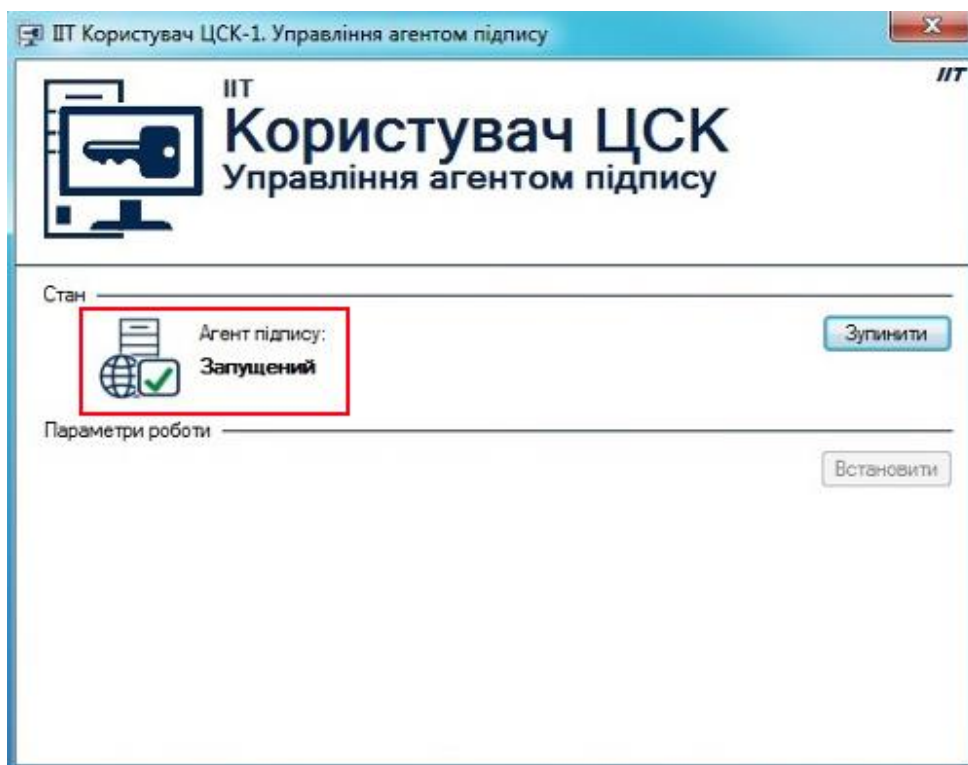 ІІТ Користувач ЦСК-1. Управління агентом підпису
ІІТ
ІІТ
Користувач ЦСК
Управління агентом підпису
Стан
Агент підпису:
Запущений
Зупинити
Параметри роботи
Встановити